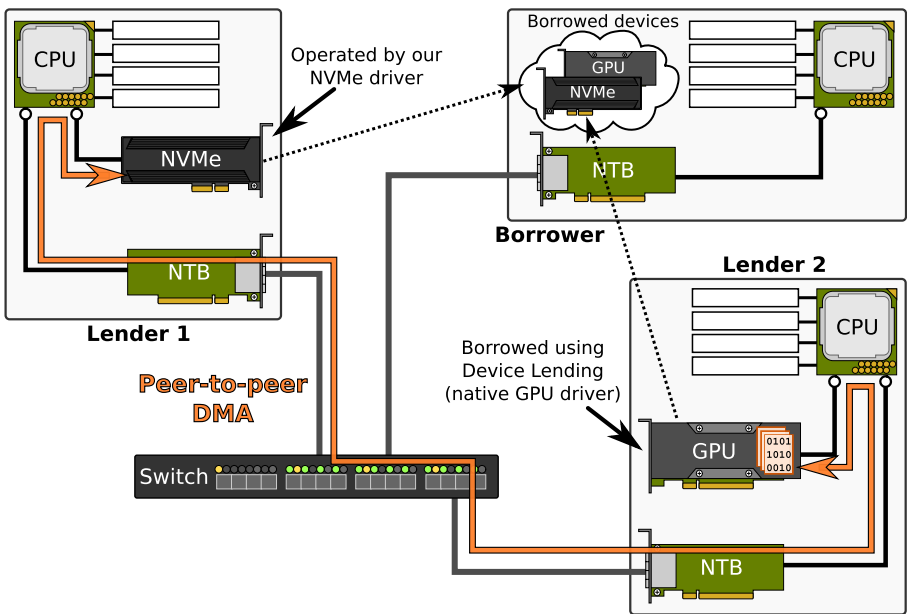 CPU
Operated by our
NVMe driver
NVMe
NTB
Lender 1
Borrowed devices
GPU
NVMe
CPU
NTB
Borrower
Lender 2
CPU
Borrowed using
Device Lending
(native GPU driver)
GPU
0101
1010
0010
NTB
Peer-to-peer
DMA
Switch